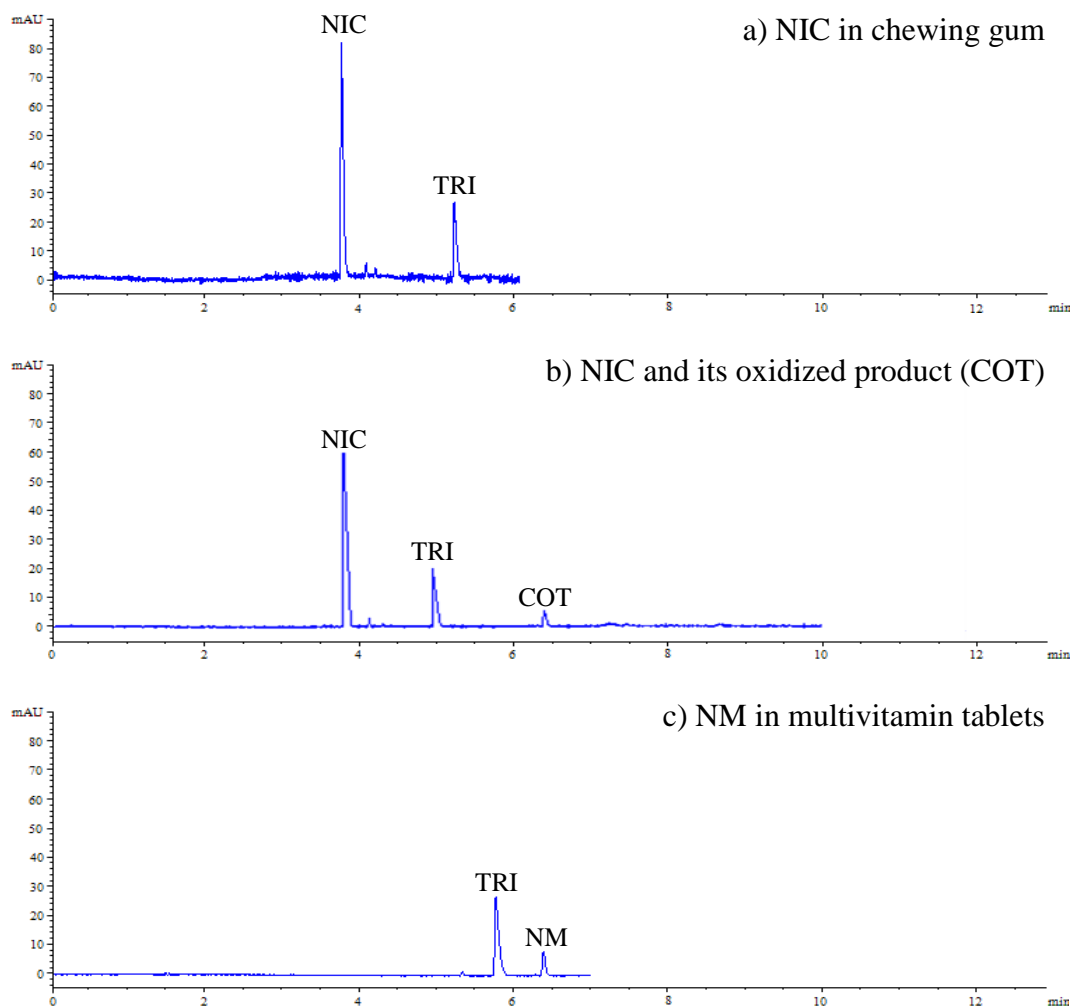 mAU
a) NIC in chewing gum
NIC
TRI
80
70
60
50
40
30
20
10
0
0 2 4 6 8 10 12 min
mAU
b) NIC and its oxidized product (COT)
NIC
TRI
COT
80
70
60
50
40
30
20
10
0
0 2 4 6 8 10 12 min
mAU
c) NM in multivitamin tablets
TRI
NM
80
70
60
50
40
30
20
10
0
0 2 4 6 8 10 12 min